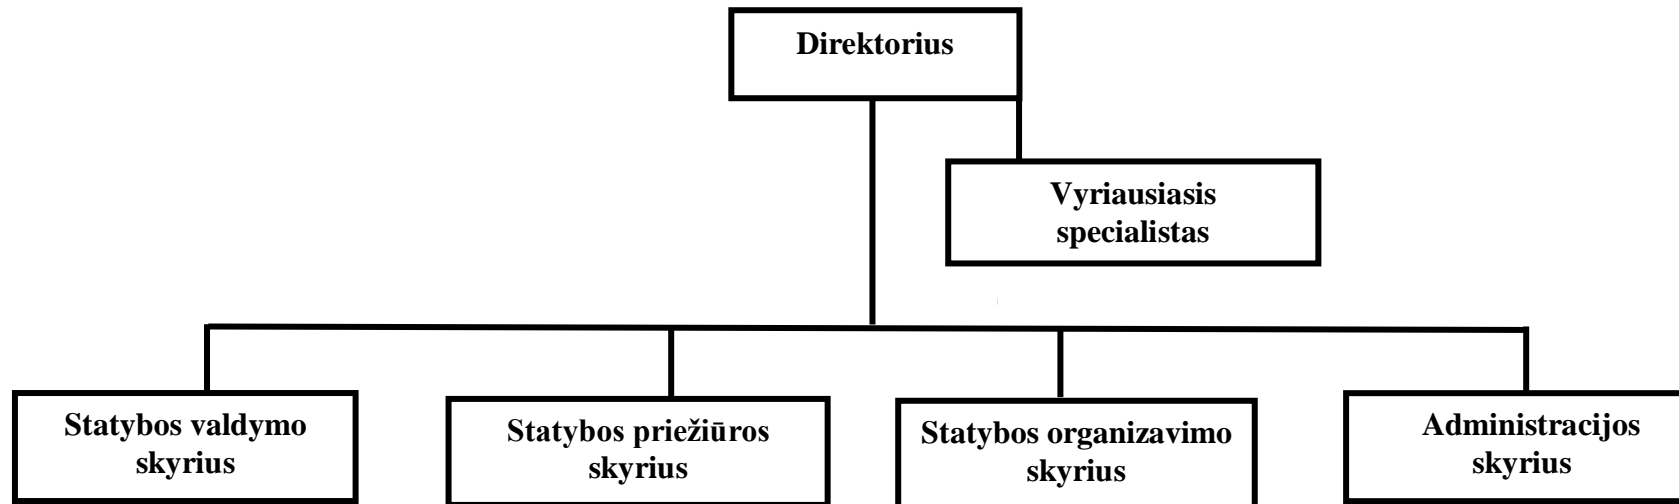 Direktorius
Vyriausiasis
specialistas
Statybos valdymo
skyrius
Statybos priežiūros
skyrius
Statybos organizavimo
skyrius
Administracijos
skyrius